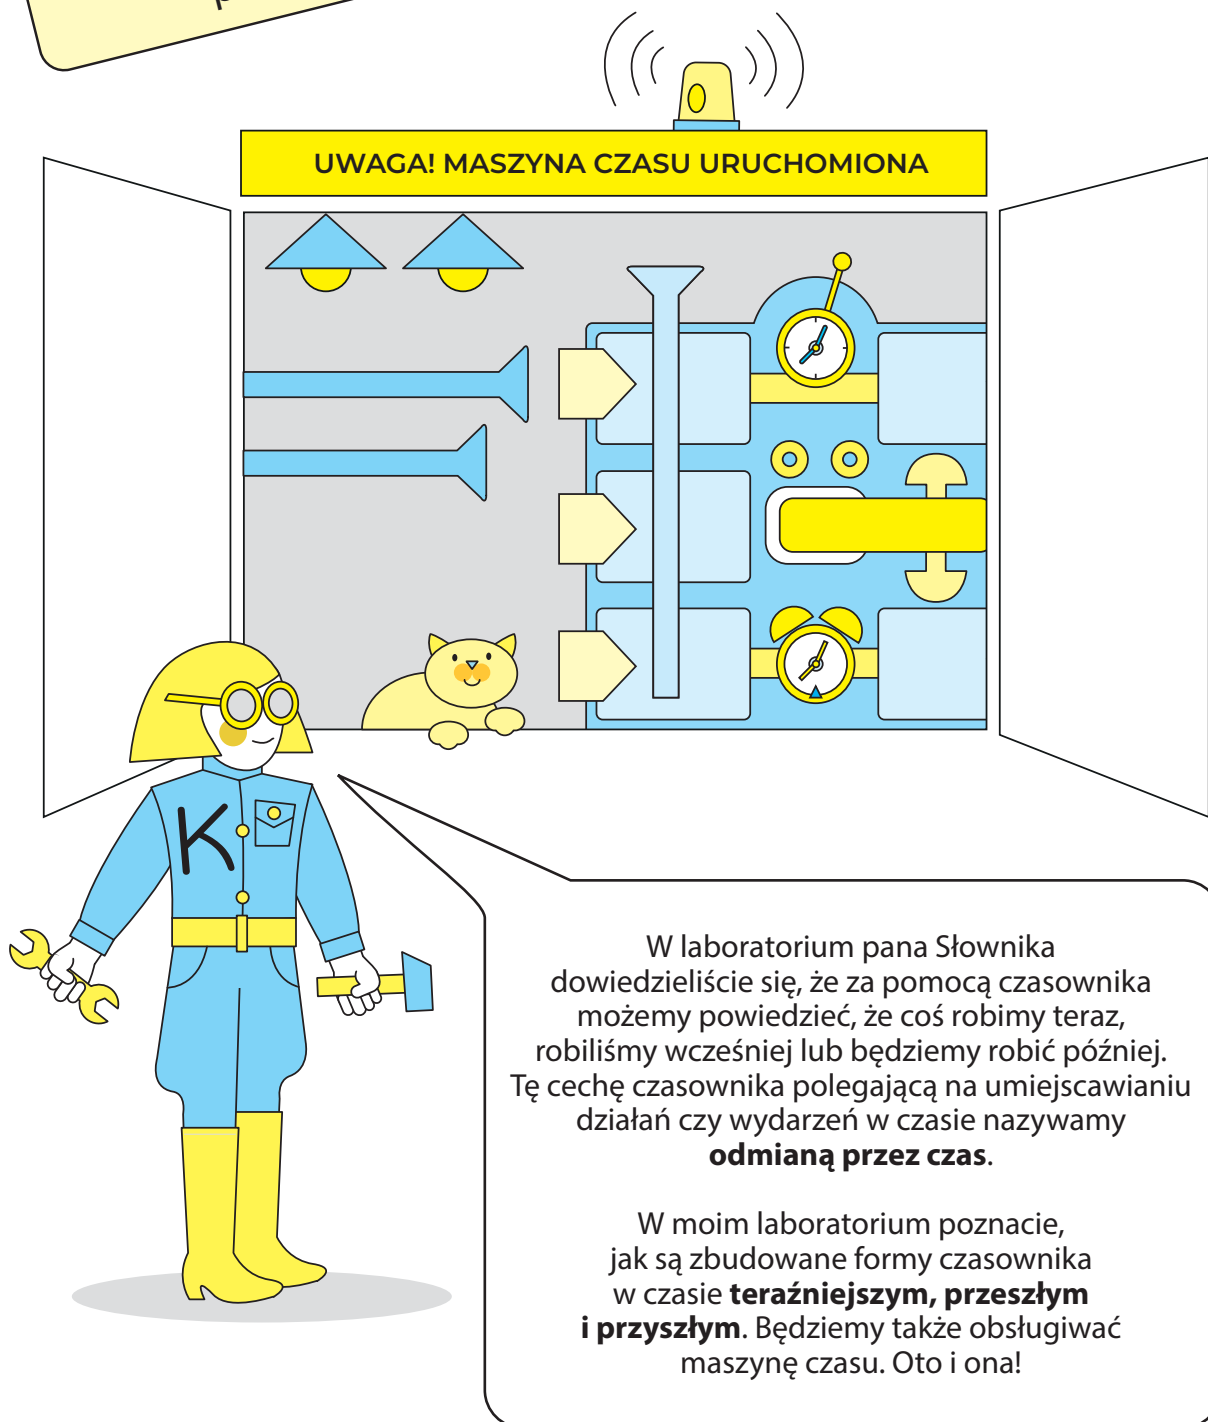 UWAGA! MASZYNA CZASU URUCHOMIONA
K
W laboratorium pana Słownika
dowiedzieliście się, że za pomocą czasownika
możemy powiedzieć, że coś robimy teraz,
robiliśmy wcześniej lub będziemy robić później.
Tę cechę czasownika polegającą na umiejscawianiu
działań czy wydarzeń w czasie nazywamy
odmianą przez czas.
W moim laboratorium poznacie,
jak są zbudowane formy czasownika
w czasie teraźniejszym, przeszłym
i przyszłym. Będziemy także obsługiwać
maszynę czasu. Oto i ona!